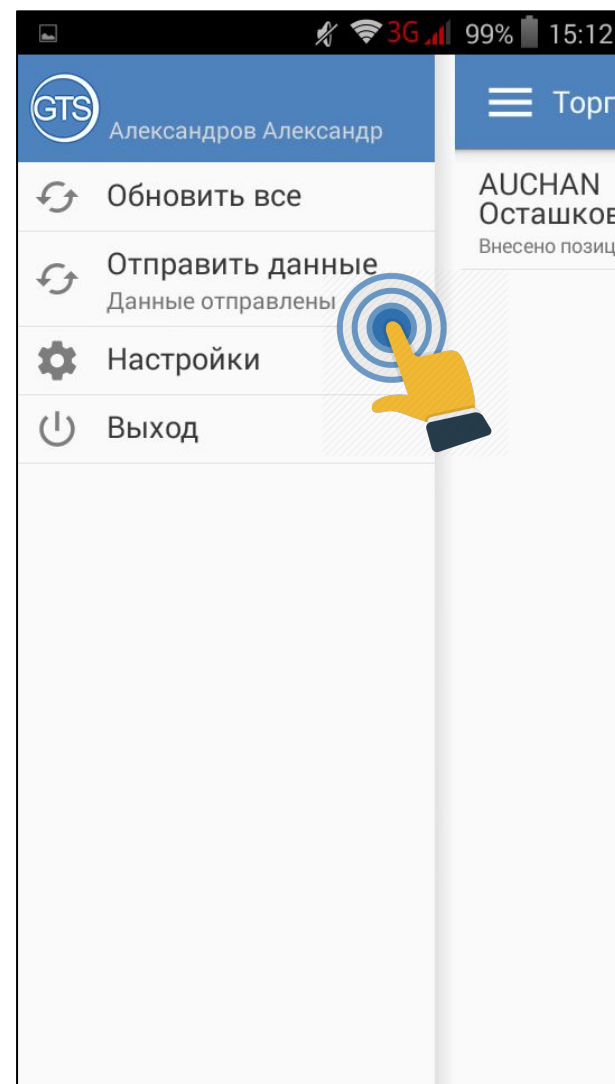 3G 99% 15:12
GTS
Александров Александр
Обновить все
Отправить данные
Данные отправлены
Настройки
Выход
AUCHAN